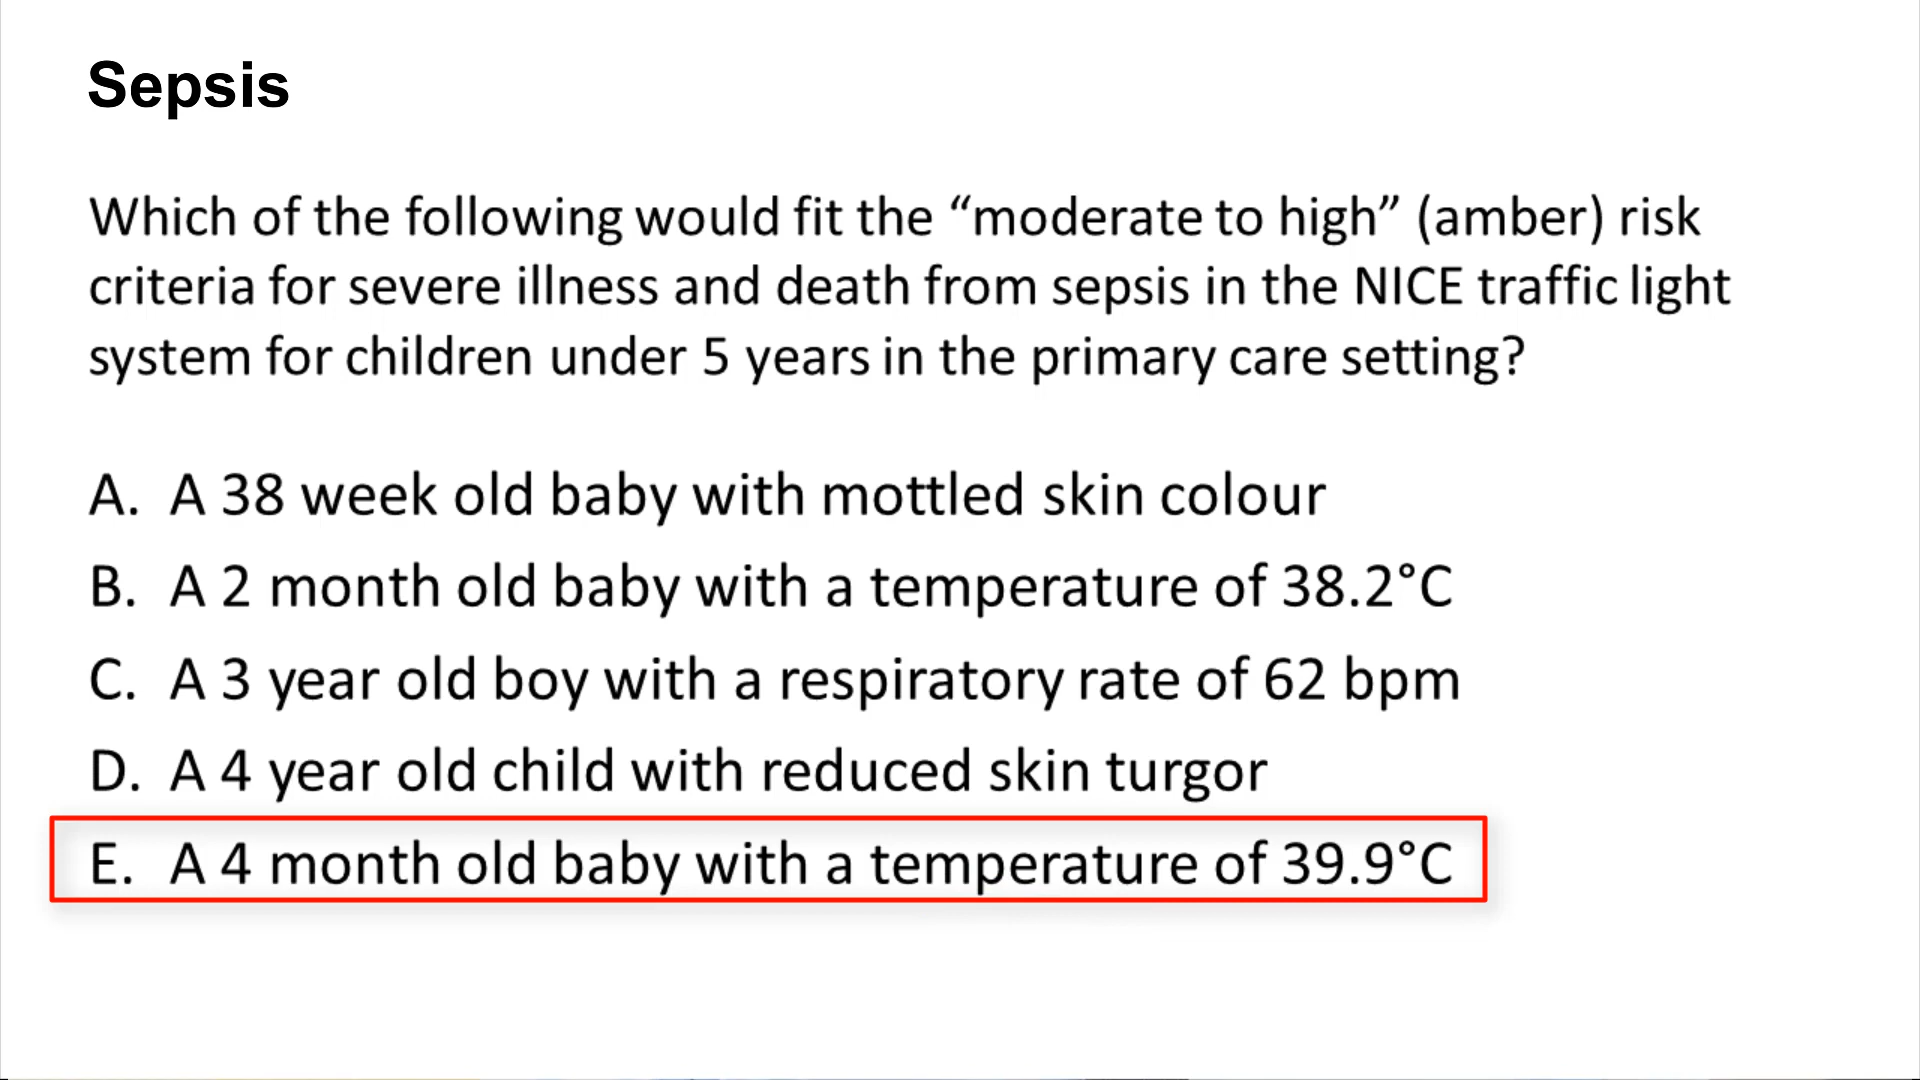 Sepsis
Which of the following would fit the “moderate to high” (amber) risk
criteria for severe illness and death from sepsis in the NICE traffic light
system for children under 5 years in the primary care setting?
A. A 38 week old baby with mottled skin colour
B. A 2 month old baby with a temperature of 38.2°C
C. A 3 year old boy with a respiratory rate of 62 bpm
D. A 4 year old child with reduced skin turgor
E. A 4 month old baby with a temperature of 39.9°C